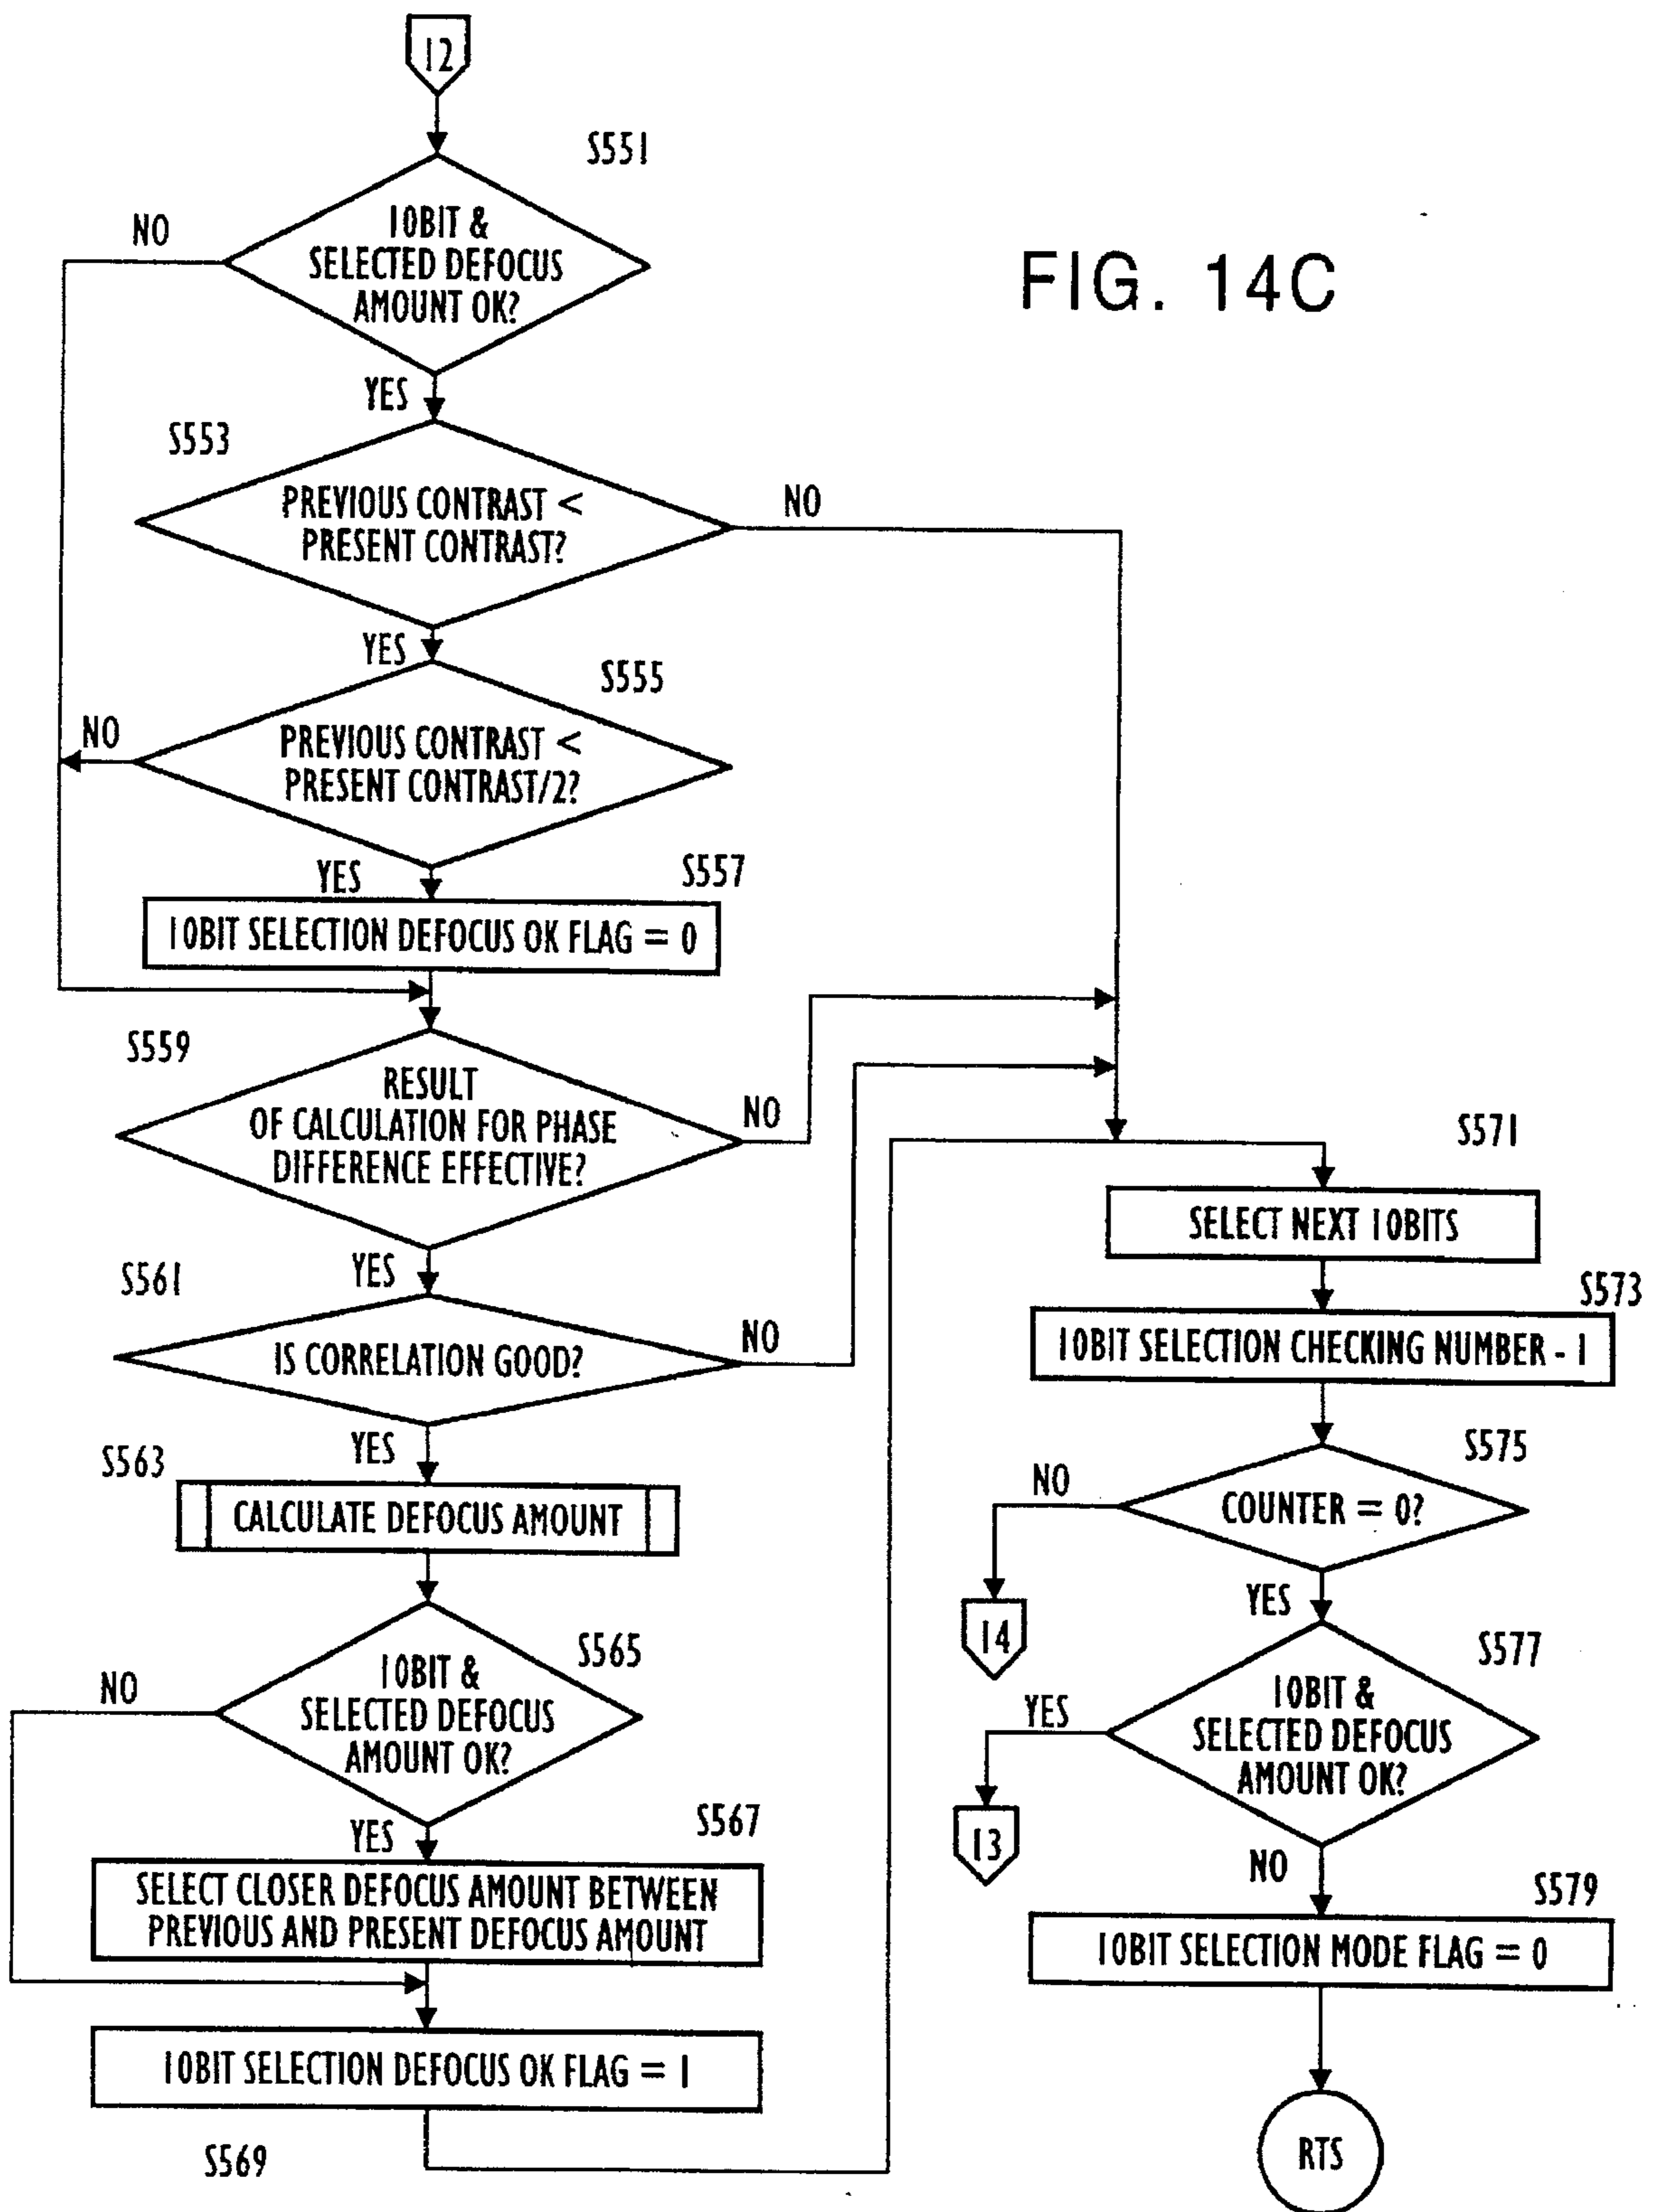 12
S551
10BIT &
SELECTED DEFOCUS
AMOUNT OK?
NO
YES
FIG. 14C
S553
PREVIOUS CONTRAST <
PRESENT CONTRAST?
NO
YES
S555
PREVIOUS CONTRAST <
PRESENT CONTRAST/2?
NO
YES
S557
10BIT SELECTION DEFOCUS OK FLAG = 0
S559
RESULT
OF CALCULATION FOR PHASE
DIFFERENCE EFFECTIVE?
NO
YES
S561
IS CORRELATION GOOD?
NO
YES
S563
CALCULATE DEFOCUS AMOUNT
S565
10BIT &
SELECTED DEFOCUS
AMOUNT OK?
NO
YES
S567
SELECT CLOSER DEFOCUS AMOUNT BETWEEN
PREVIOUS AND PRESENT DEFOCUS AMOUNT
10BIT SELECTION DEFOCUS OK FLAG = 1
S569
S571
SELECT NEXT 10BITS
S573
10BIT SELECTION CHECKING NUMBER - 1
S575
COUNTER = 0?
NO
14
YES
S577
10BIT &
SELECTED DEFOCUS
AMOUNT OK?
YES
13
NO
S579
10BIT SELECTION MODE FLAG = 0
RTS